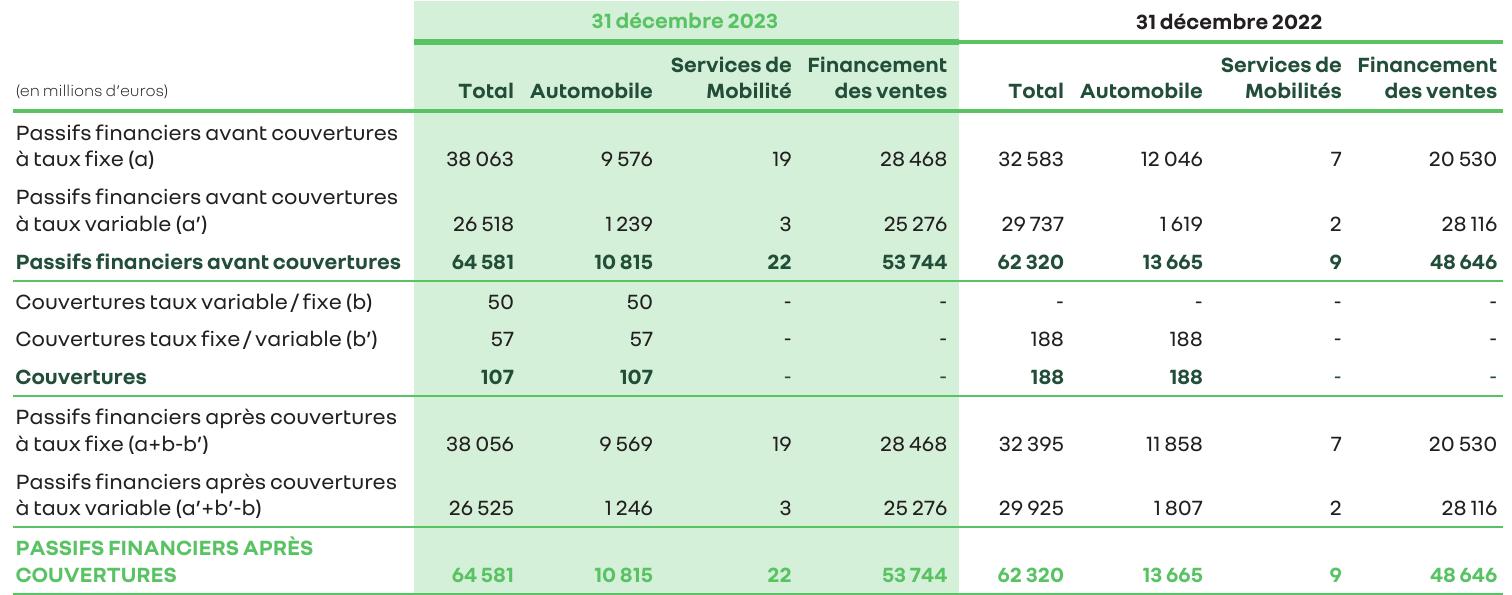 31 décembre 2023 31 décembre 2022
(en millions d’euros) Total Automobile Services de Mobilité Financement des ventes Total Automobile Services de Mobilités Financement des ventes
Passifs financiers avant couvertures
à taux fixe (a) 38 063 9 576 19 28 468 32 583 12 046 7 20 530
Passifs financiers avant couvertures
à taux variable (a’) 26 518 1 239 3 25 276 29 737 1 619 2 28 116
Passifs financiers avant couvertures 64 581 10 815 22 53 744 62 320 13 665 9 48 646
Couvertures taux variable / fixe (b) 50 50 - - - - - -
Couvertures taux fixe / variable (b’) 57 57 - - 188 188 - -
Couvertures 107 107 - - 188 188 - -
Passifs financiers après couvertures
à taux fixe (a+b-b’) 38 056 9 569 19 28 468 32 395 11 858 7 20 530
Passifs financiers après couvertures
à taux variable (a’+b’-b) 26 525 1 246 3 25 276 29 925 1 807 2 28 116
PASSIFS FINANCIERS APRÈS
COUVERTURES 64 581 10 815 22 53 744 62 320 13 665 9 48 646